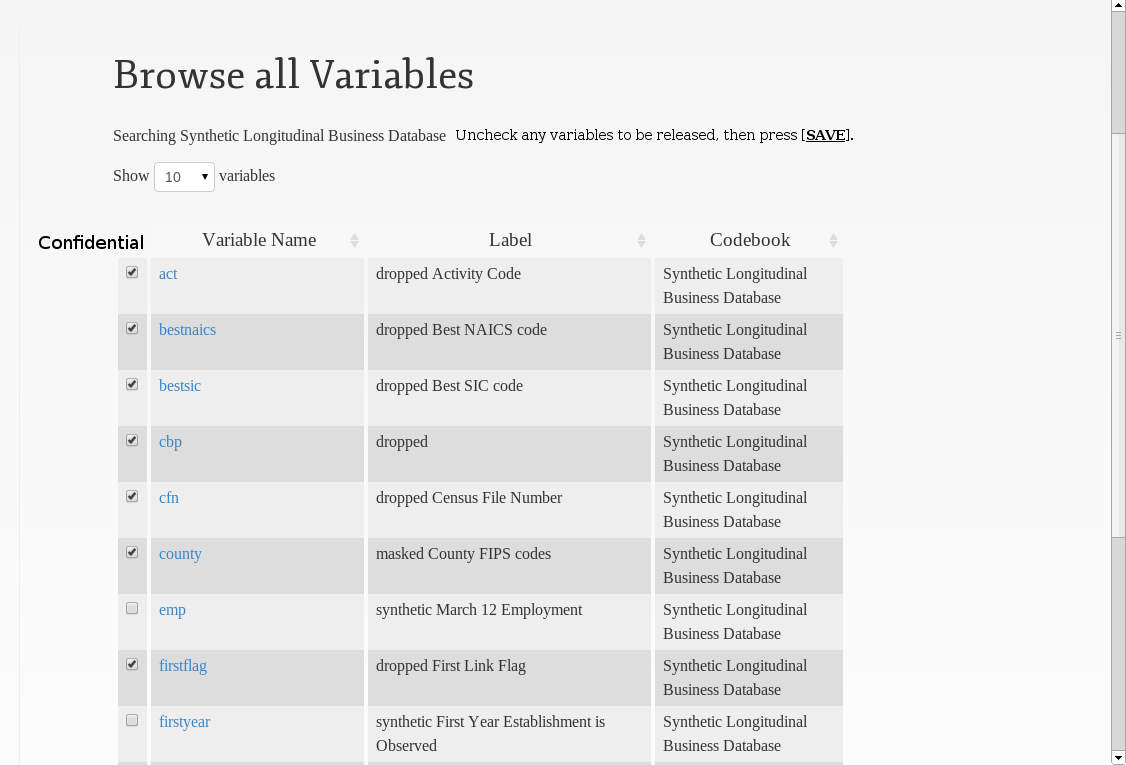 Browse all Variables
Searching Synthetic Longitudinal Business Database Uncheck any variables to be released, then press [SAVE].
Show 10 variables
Confidential Variable Name Label Codebook
act dropped Activity Code Synthetic Longitudinal
Business Database
bestnaics dropped Best NAICS code Synthetic Longitudinal
Business Database
bestsic dropped Best SIC code Synthetic Longitudinal
Business Database
cbp dropped Synthetic Longitudinal
Business Database
cfn dropped Census File Number Synthetic Longitudinal
Business Database
county masked County FIPS codes Synthetic Longitudinal
Business Database
emp synthetic March 12 Employment Synthetic Longitudinal
Business Database
firstflag dropped First Link Flag Synthetic Longitudinal
Business Database
firstyear synthetic First Year Establishment is Synthetic Longitudinal
Observed Business Database